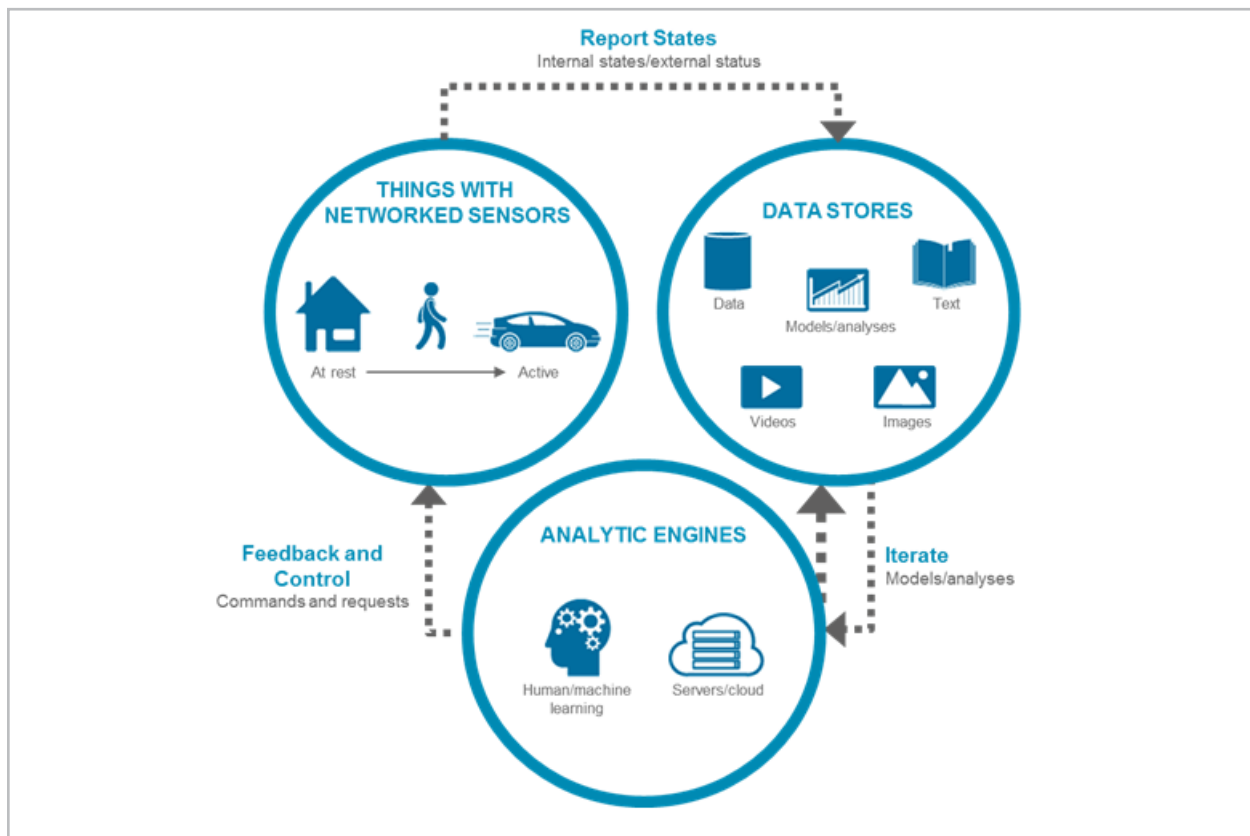 Report States
Internal states/external status
THINGS WITH
NETWORKED SENSORS
At rest
Active
DATA STORES
Data
Models/analyses
Text
Videos
Images
Feedback and
Control
Commands and requests
ANALYTIC ENGINES
Human/machine
learning
Servers/cloud
Iterate
Models/analyses